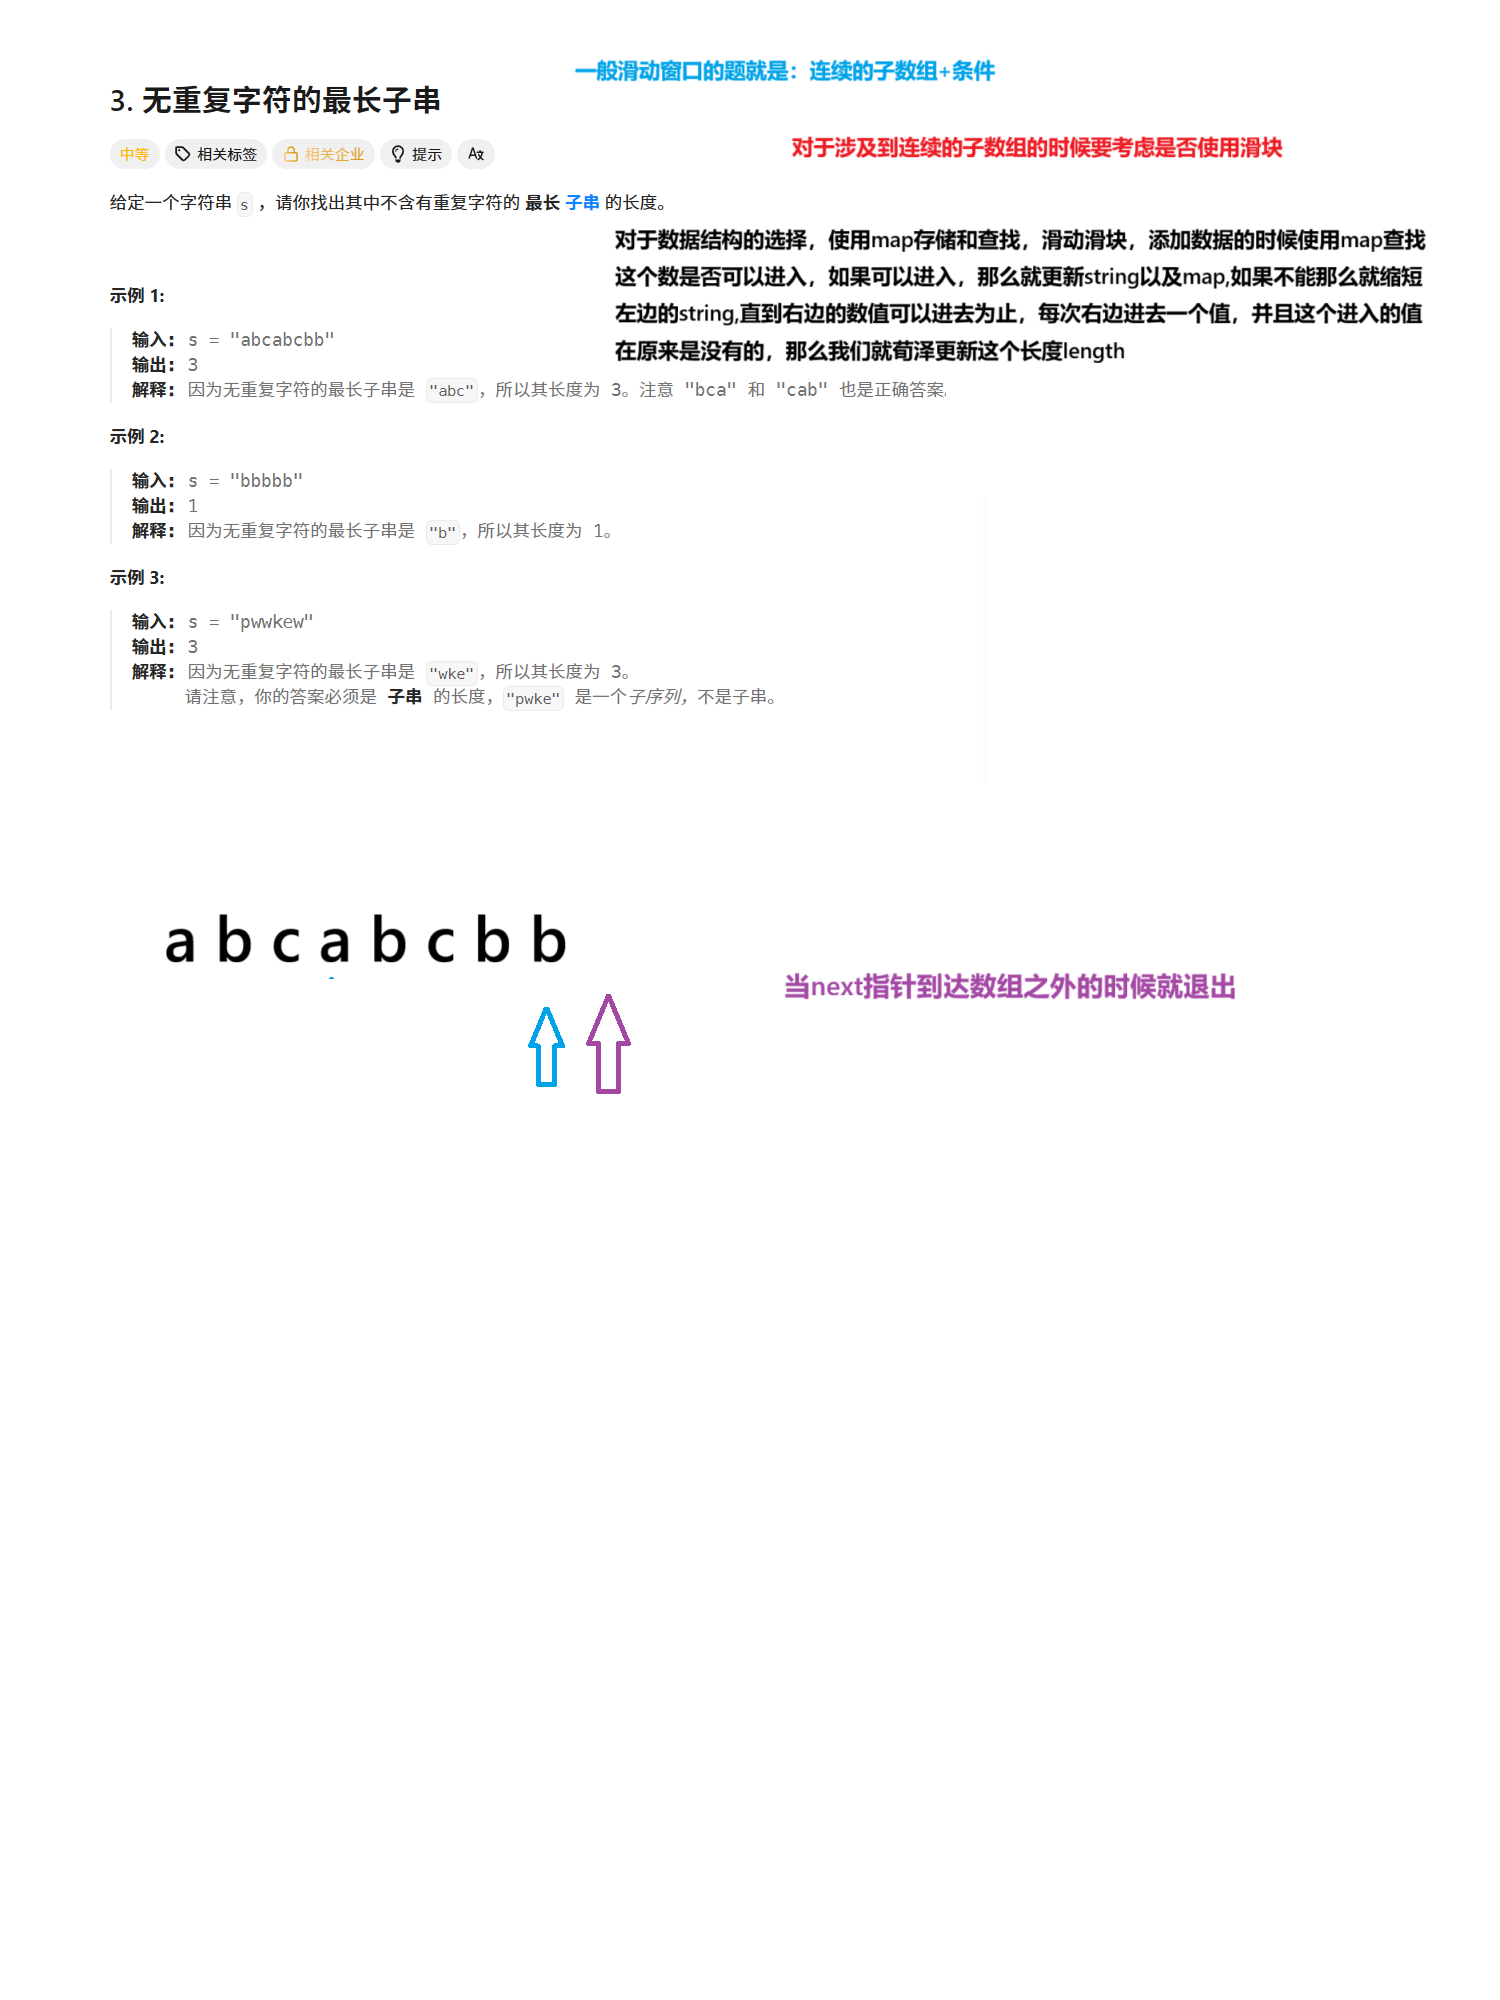 一般滑动窗口的题就是：连续的子数组+条件
3. 无重复字符的最长子串
对于涉及到连续的子数组的时候要考虑是否使用滑块
中等 相关标签 相关企业 提示
给定一个字符串 s ，请你找出其中不含有重复字符的 最长 子串 的长度。
对于数据结构的选择，使用map存储和查找，滑动滑块，添加数据的时候使用map查找
这个数是否可以进入，如果可以进入，那么就更新string以及map,如果不能那么就缩短
左边的string,直到右边的数值可以进去为止，每次右边进去一个值，并且这个进入的值
在原来是没有的，那么我们就荀泽更新这个长度length
示例 1:
输入: s = "abcabcbb"
输出: 3
解释: 因为无重复字符的最长子串是 "abc"，所以其长度为 3。注意 "bca" 和 "cab" 也是正确答案。
示例 2:
输入: s = "bbbbb"
输出: 1
解释: 因为无重复字符的最长子串是 "b"，所以其长度为 1。
示例 3:
输入: s = "pwwkew"
输出: 3
解释: 因为无重复字符的最长子串是 "wke"，所以其长度为 3。
请注意，你的答案必须是 子串 的长度，"pwke" 是一个子序列，不是子串。
a b c a b c b b
当next指针到达数组之外的时候就退出